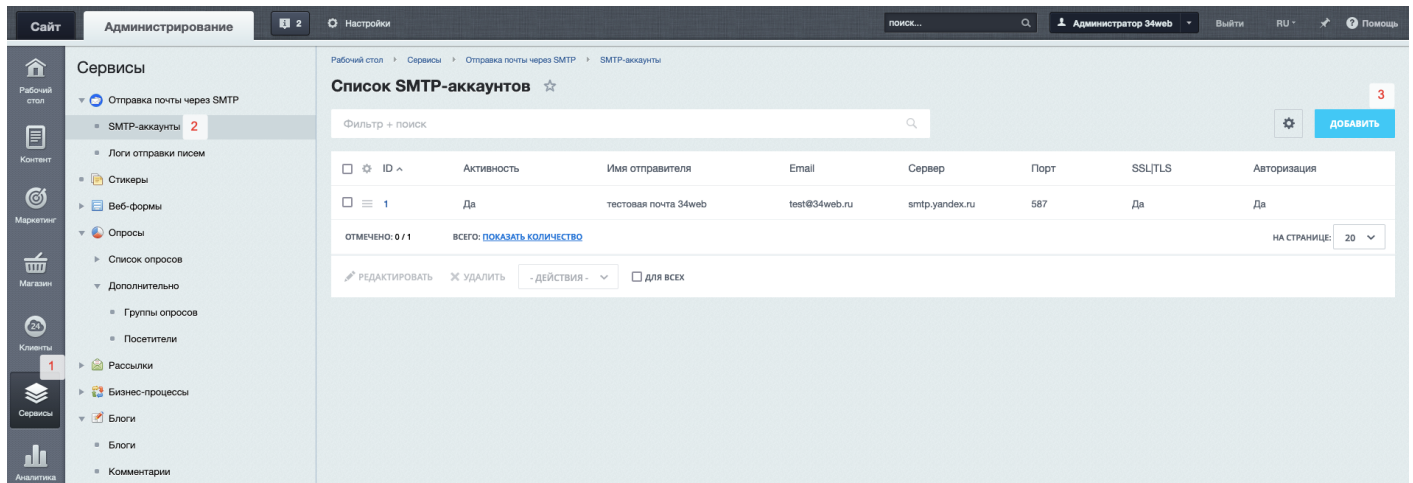 Сайт
Администрирование
2
Настройки
поиск...
Администратор 34web
Выйти
RU
Помощь
Рабочий стол
Контент
Маркетинг
Магазин
24
Клиенты
1
Сервисы
Аналитика
Сервисы
Отправка почты через SMTP
SMTP-аккаунты 2
Логи отправки писем
Стикеры
Веб-формы
Опросы
Список опросов
Дополнительно
Группы опросов
Посетители
Рассылки
Бизнес-процессы
Блоги
Блоги
Комментарии
Рабочий стол Сервисы Отправка почты через SMTP SMTP-аккаунты
Список SMTP-аккаунтов
3
Фильтр + поиск
ДОБАВИТЬ
ID Активность Имя отправителя Email Сервер Порт SSL|TLS Авторизация
1 Да тестовая почта 34web test@34web.ru smtp.yandex.ru 587 Да Да
ОТМЕЧЕНО: 0 / 1 ВСЕГО: ПОКАЗАТЬ КОЛИЧЕСТВО НА СТРАНИЦЕ: 20
РЕДАКТИРОВАТЬ УДАЛИТЬ - ДЕЙСТВИЯ - ДЛЯ ВСЕХ